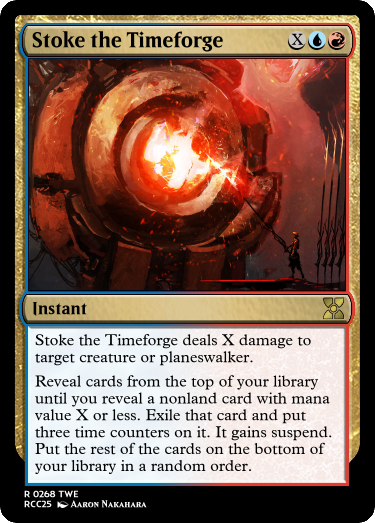 Stoke the Timeforge X
Instant
Stoke the Timeforge deals X damage to
target creature or planeswalker.
Reveal cards from the top of your library
until you reveal a nonland card with mana
value X or less. Exile that card and put
three time counters on it. It gains suspend.
Put the rest of the cards on the bottom of
your library in a random order.
R 0268 TWE
RCC25 Aaron Nakahara